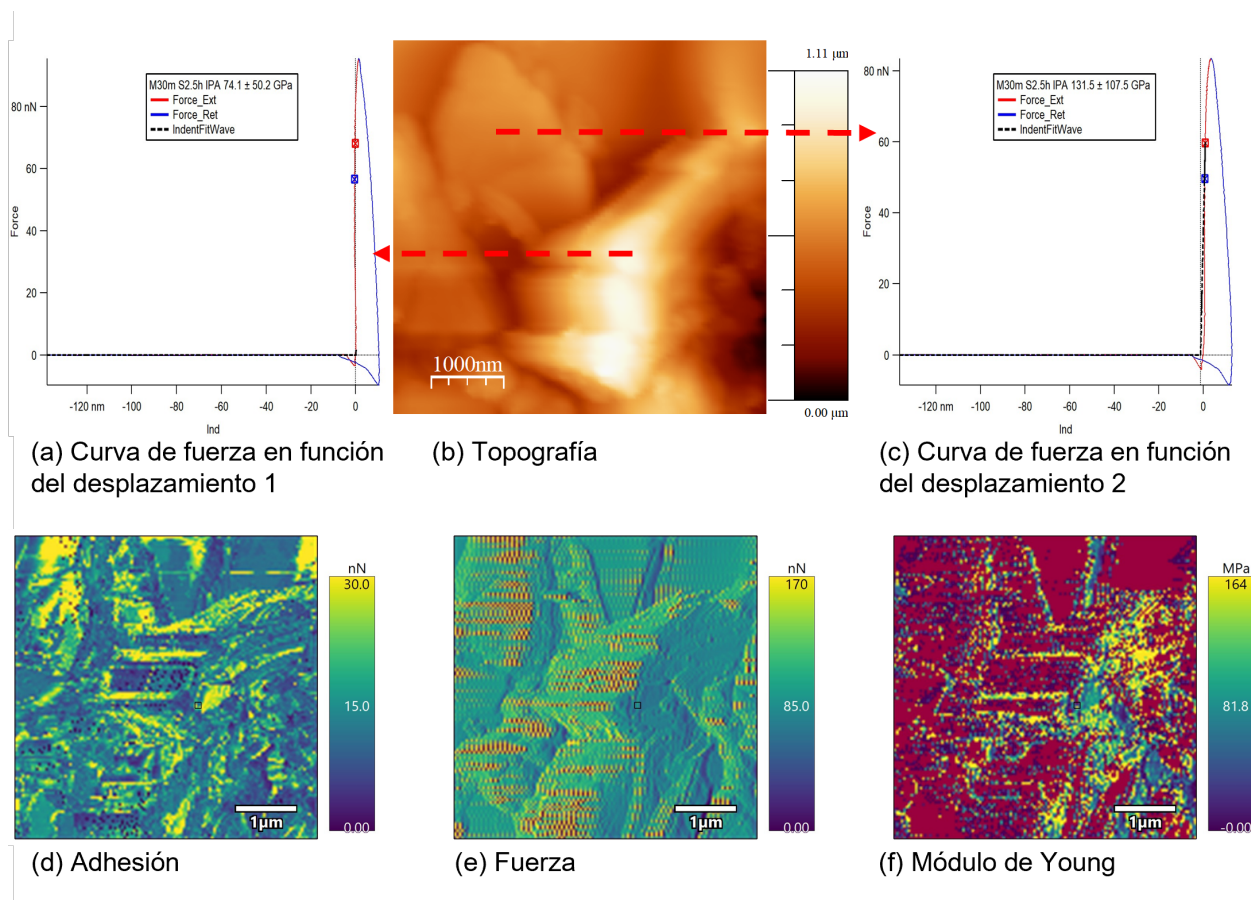 M30m S2.5h IPA 74.1 ± 50.2 GPa
Force_Ext
Force_Ret
IndentFitWave
80 nN
60
40
20
0
Force
-120 nm
-100
-80
-60
-40
-20
0
Ind
(a) Curva de fuerza en función
del desplazamiento 1
1.11 μm
1000nm
0.00 μm
(b) Topografía
M30m S2.5h IPA 131.5 ± 107.5 GPa
Force_Ext
Force_Ret
IndentFitWave
80 nN
60
40
20
0
Force
-120 nm
-100
-80
-60
-40
-20
0
Ind
(c) Curva de fuerza en función
del desplazamiento 2
nN
30.0
15.0
0.00
1μm
(d) Adhesión
nN
170
85.0
0.00
1μm
(e) Fuerza
MPa
164
81.8
-0.00
1μm
(f) Módulo de Young